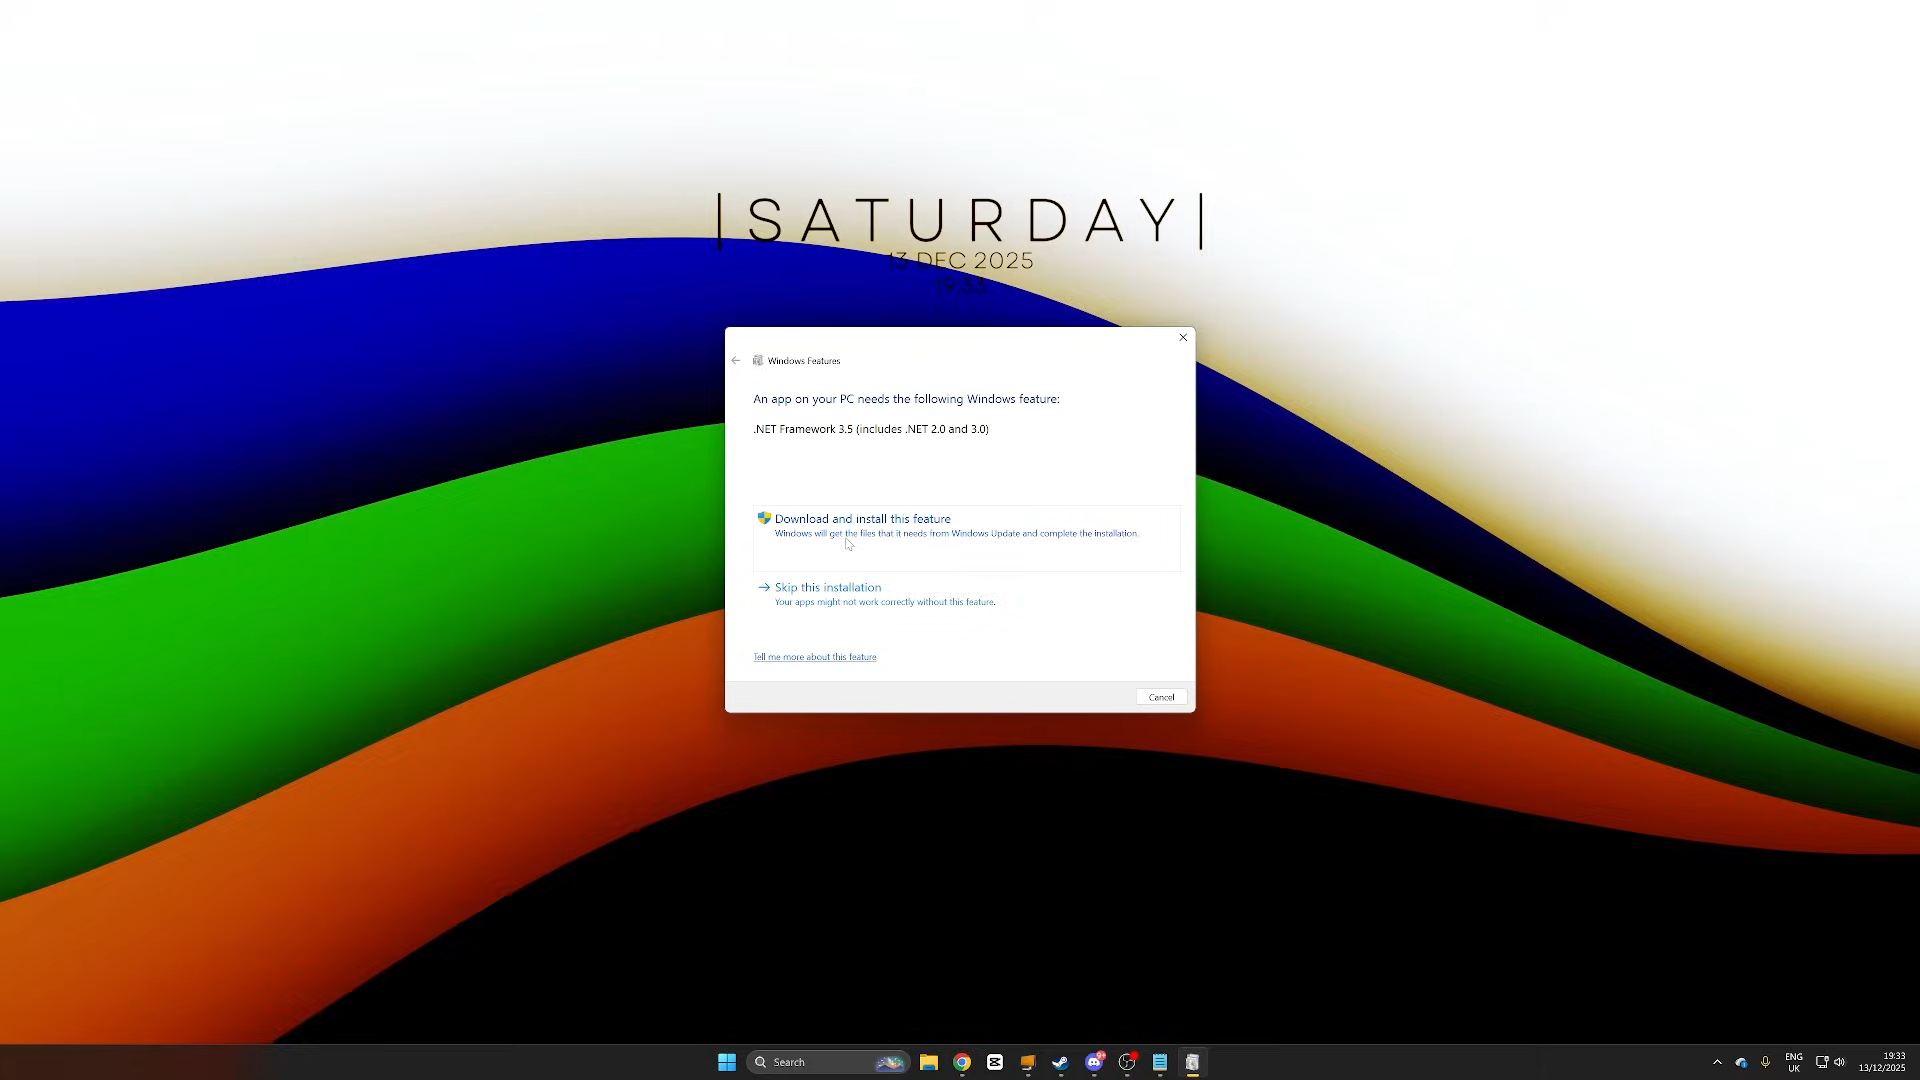 |SATURDAY|
13 DEC 2025
19:33
Windows Features
An app on your PC needs the following Windows feature:
.NET Framework 3.5 (includes .NET 2.0 and 3.0)
Download and install this feature
Windows will get the files that it needs from Windows Update and complete the installation.
Skip this installation
Your apps might not work correctly without this feature.
Tell me more about this feature
Cancel
Search
9+
ENG
UK
19:33
13/12/2025